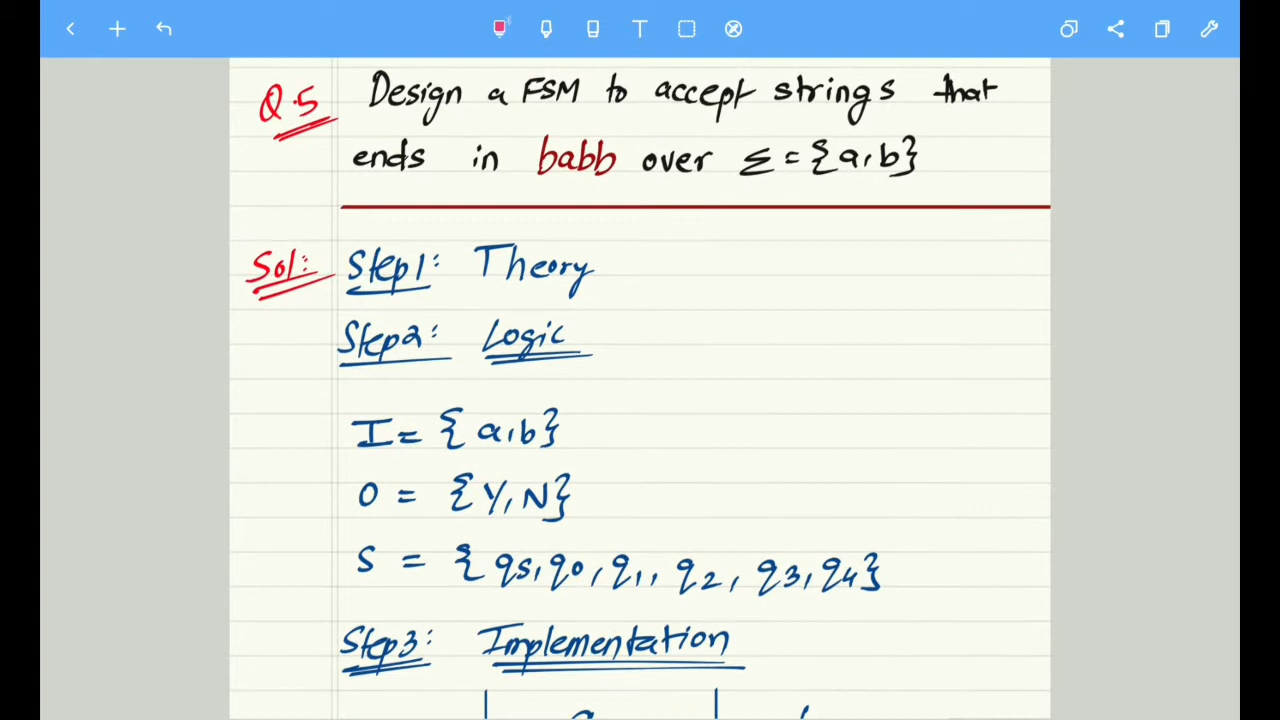 Q.5 Design a FSM to accept strings that
ends in babb over Σ = {a, b}
Sol: Step1: Theory
Step2: Logic
I = {a, b}
O = {Y, N}
S = {qs, q0, q1, q2, q3, q4}
Step3: Implementation